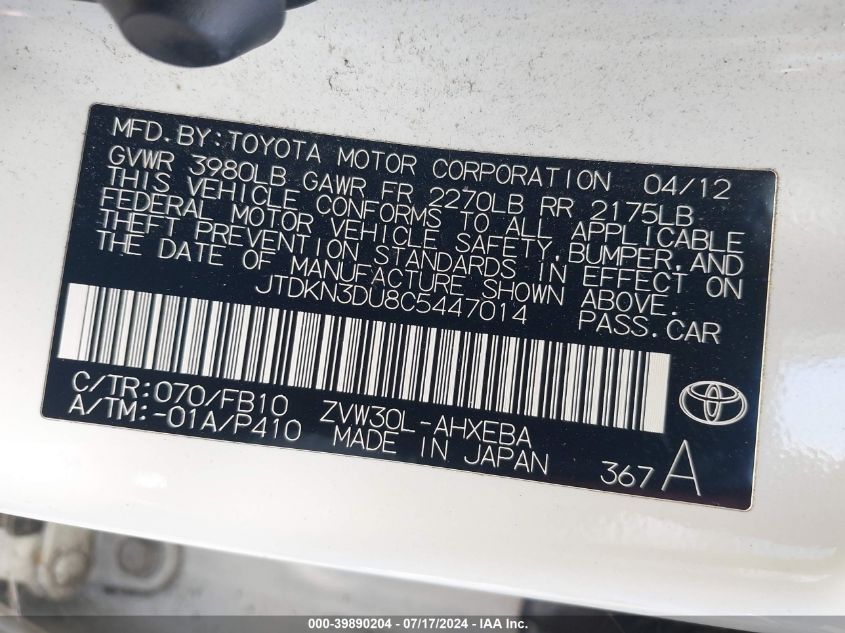 MFD. BY: TOYOTA MOTOR CORPORATION 04/12
GVWR 3980LB GAWR FR 2270LB RR 2175LB
THIS VEHICLE CONFORMS TO ALL APPLICABLE
FEDERAL MOTOR VEHICLE SAFETY, BUMPER, AND
THEFT PREVENTION STANDARDS IN EFFECT ON
THE DATE OF MANUFACTURE SHOWN ABOVE.
JTDKN3DU8C5447014 PASS. CAR
C/TR: 070/FB10 ZVW30L-AHXEBA
A/TM: -01A/P410 MADE IN JAPAN 367 A
000-39890204 - 07/17/2024 - IAA Inc.